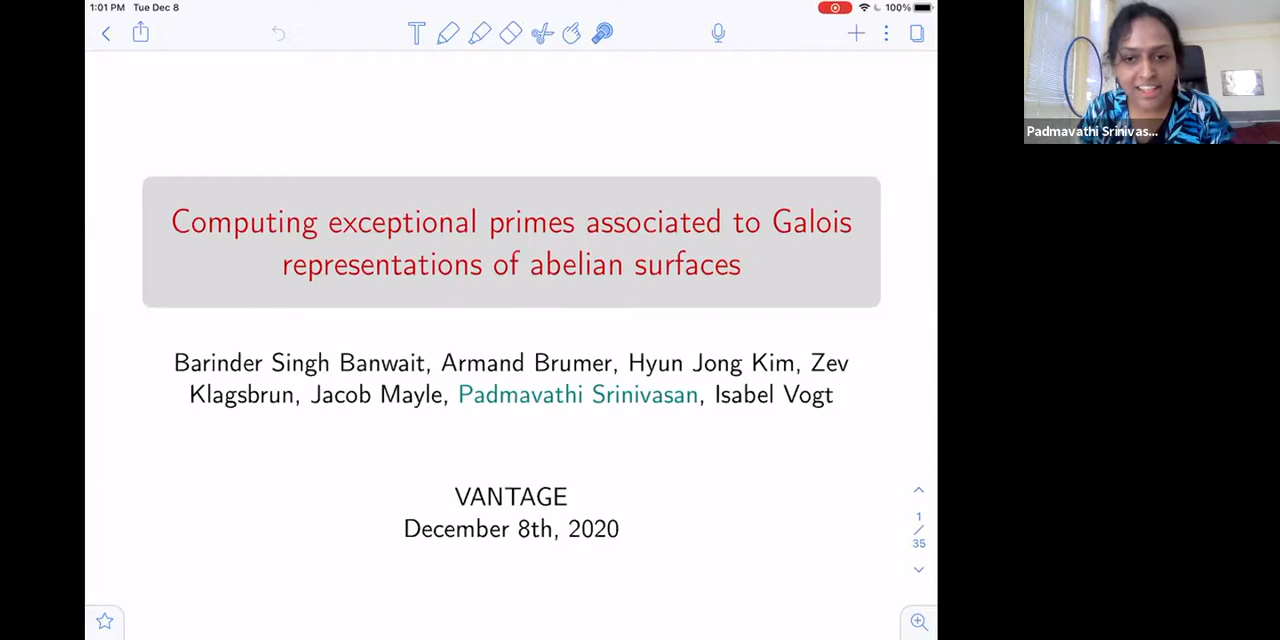 1:01 PM Tue Dec 8
100%
Computing exceptional primes associated to Galois
representations of abelian surfaces
Barinder Singh Banwait, Armand Brumer, Hyun Jong Kim, Zev
Klagsbrun, Jacob Mayle, Padmavathi Srinivasan, Isabel Vogt
VANTAGE
December 8th, 2020
1
/
35
Padmavathi Srinivas...